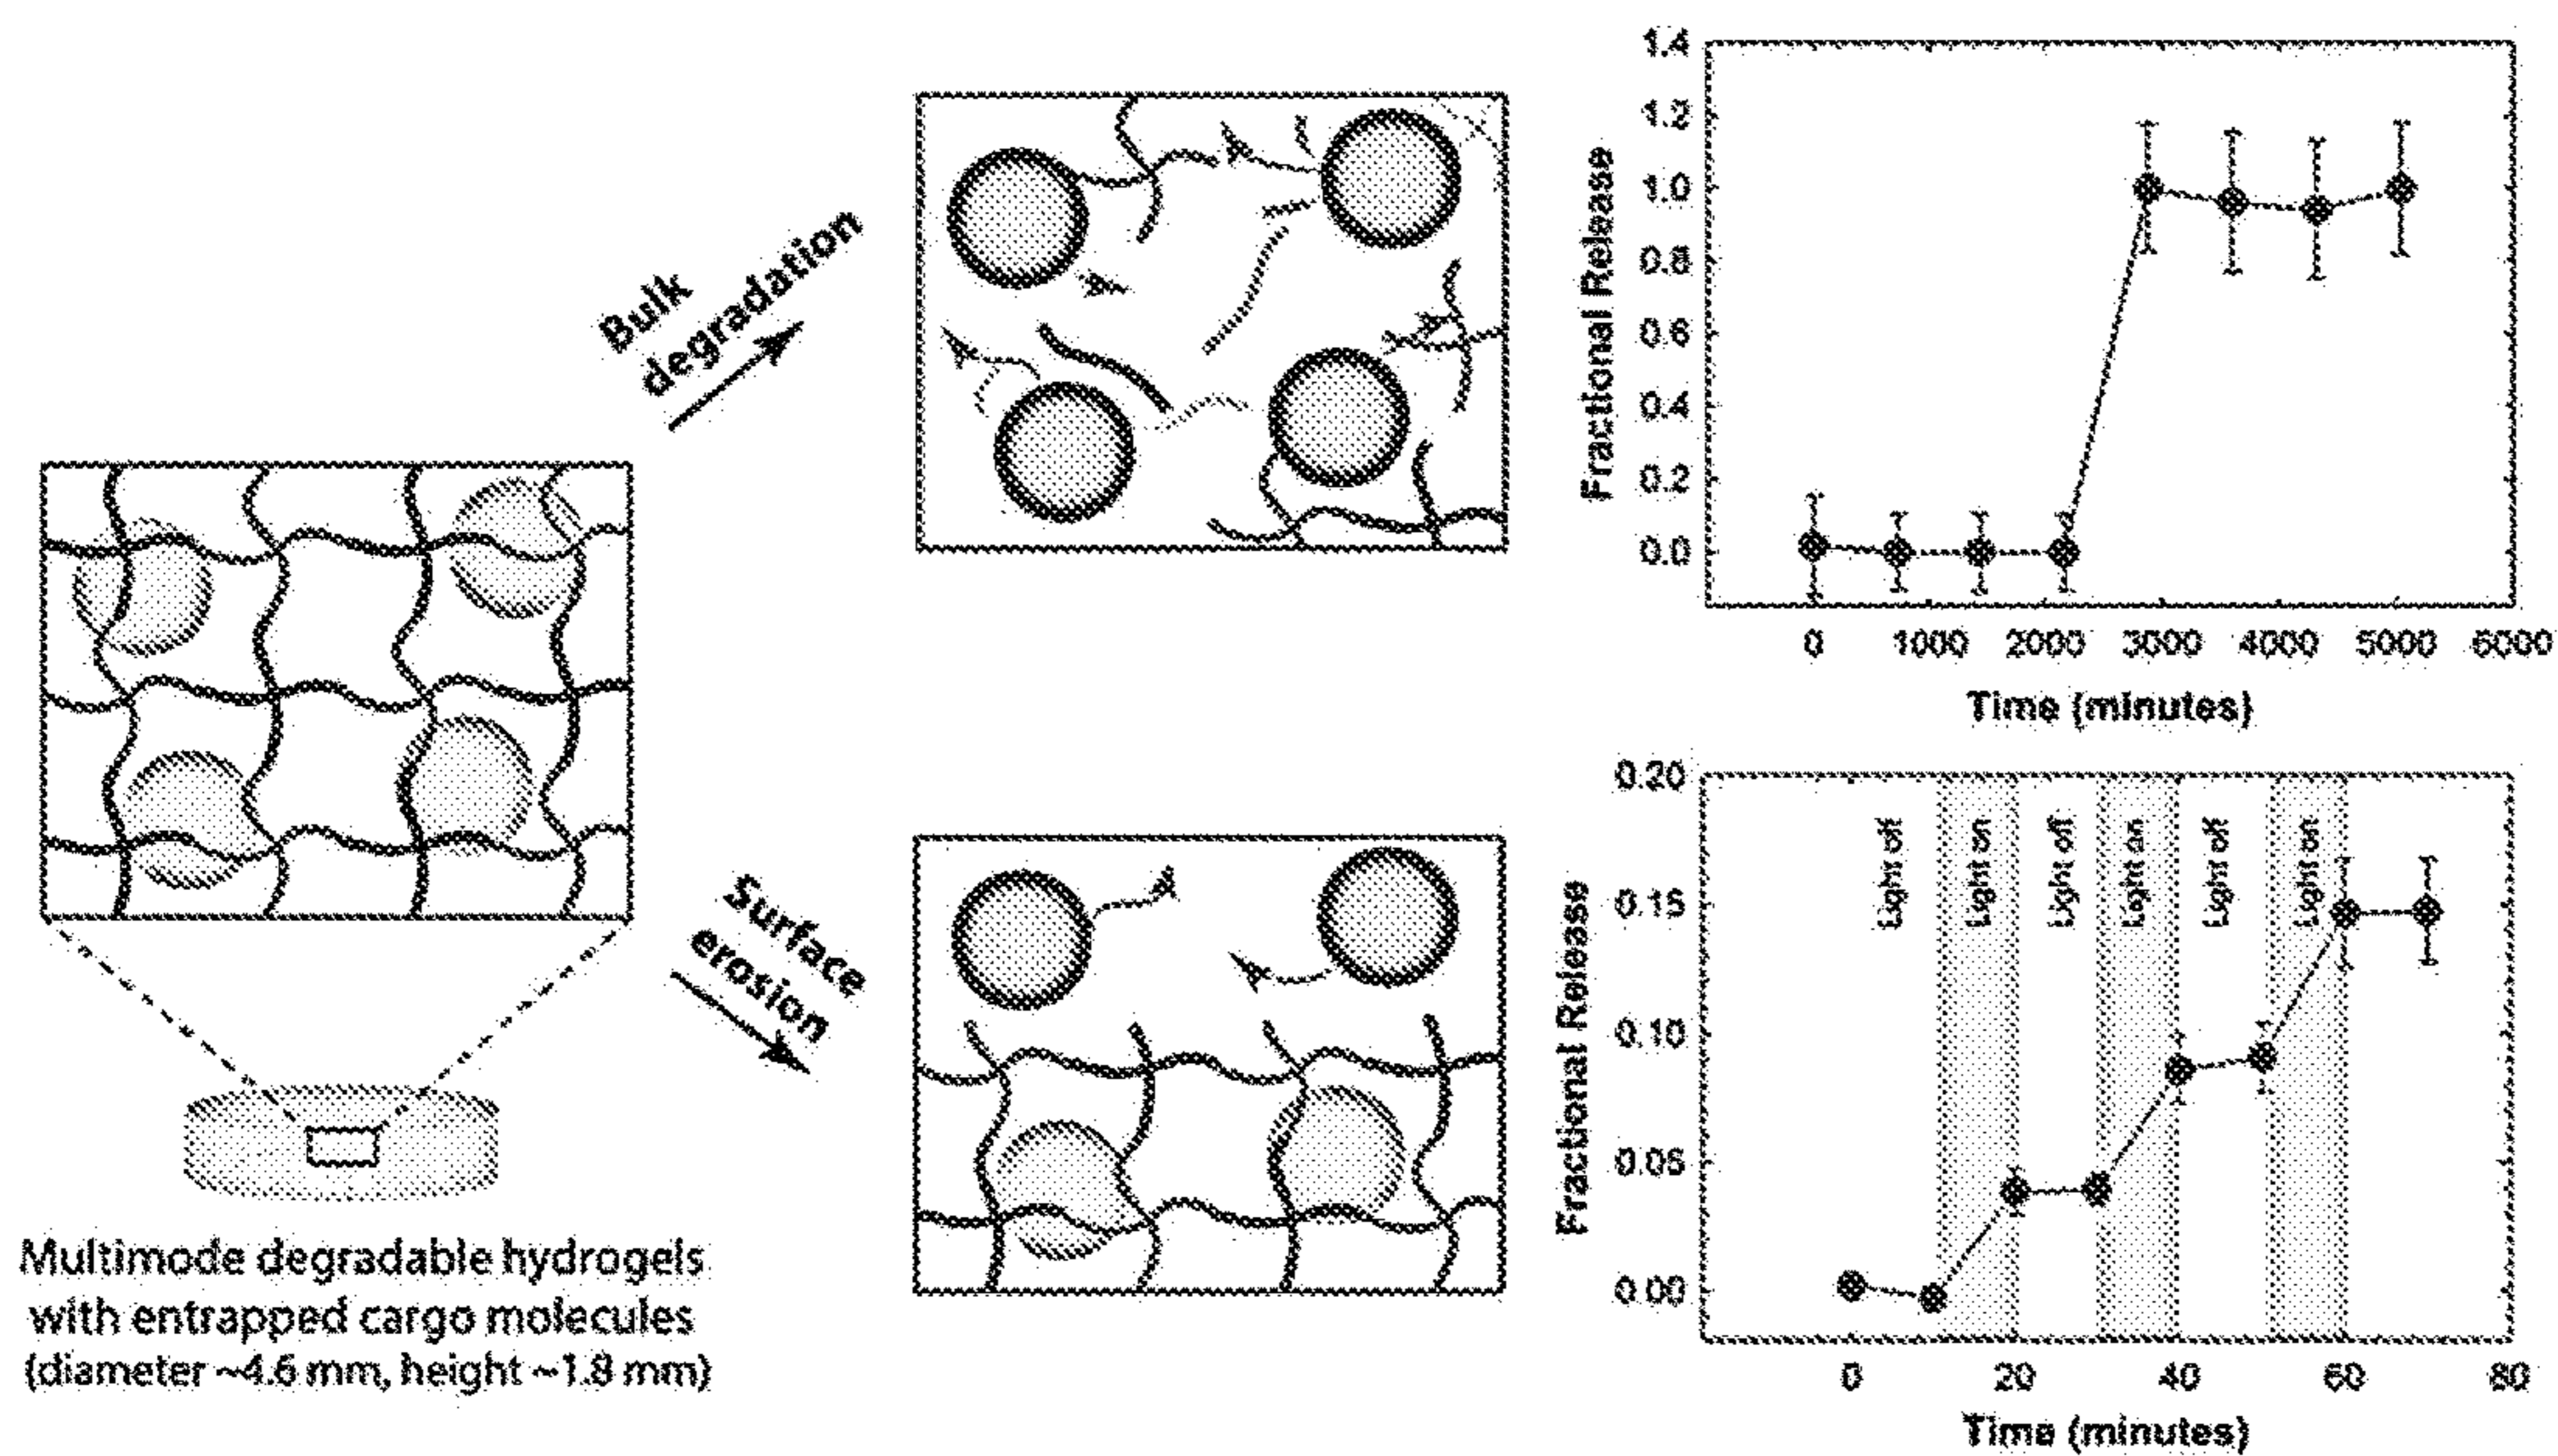 Bulk
degradation
Surface
erosion
Multimode degradable hydrogels
with entrapped cargo molecules
(diameter ~4.6 mm, height ~1.8 mm)
Fractional Release
1.4
1.2
1.0
0.8
0.6
0.4
0.2
0.0
0 1000 2000 3000 4000 5000 6000
Time (minutes)
Fractional Release
0.20
0.15
0.10
0.05
0.00
Light off
Light on
Light off
Light on
Light off
Light on
0 20 40 60 80
Time (minutes)